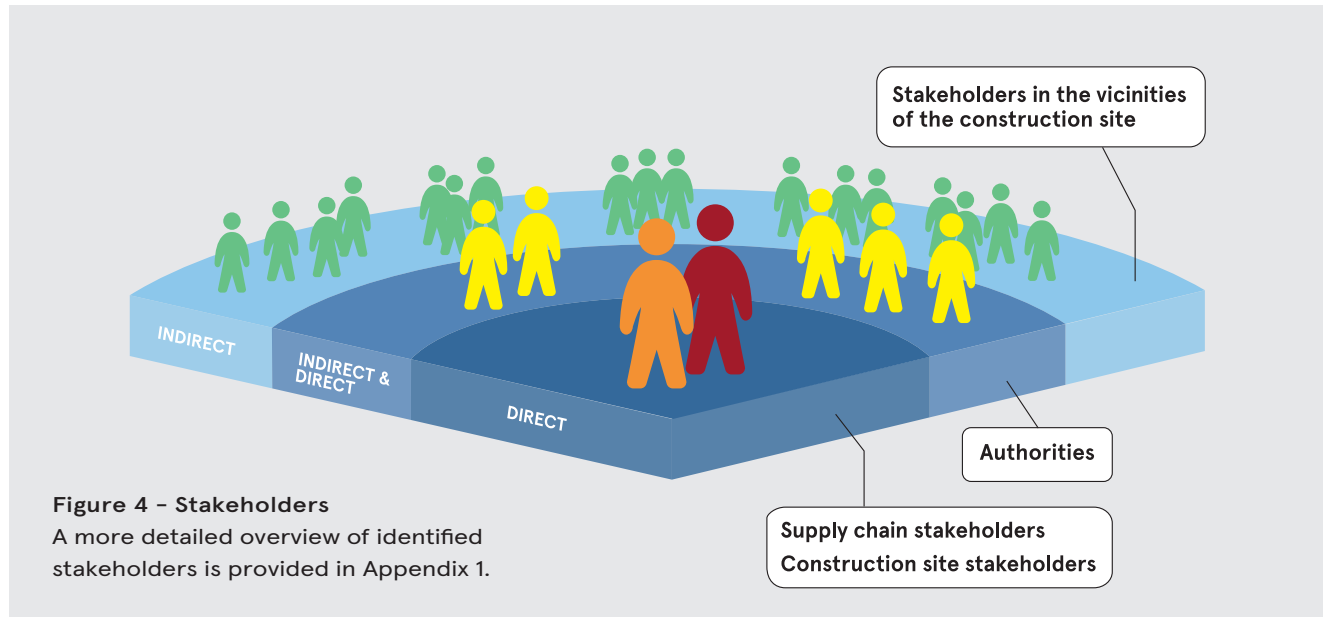 Stakeholders in the vicinities
of the construction site
INDIRECT
INDIRECT &
DIRECT
DIRECT
Authorities
Supply chain stakeholders
Construction site stakeholders
Figure 4 - Stakeholders
A more detailed overview of identified
stakeholders is provided in Appendix 1.